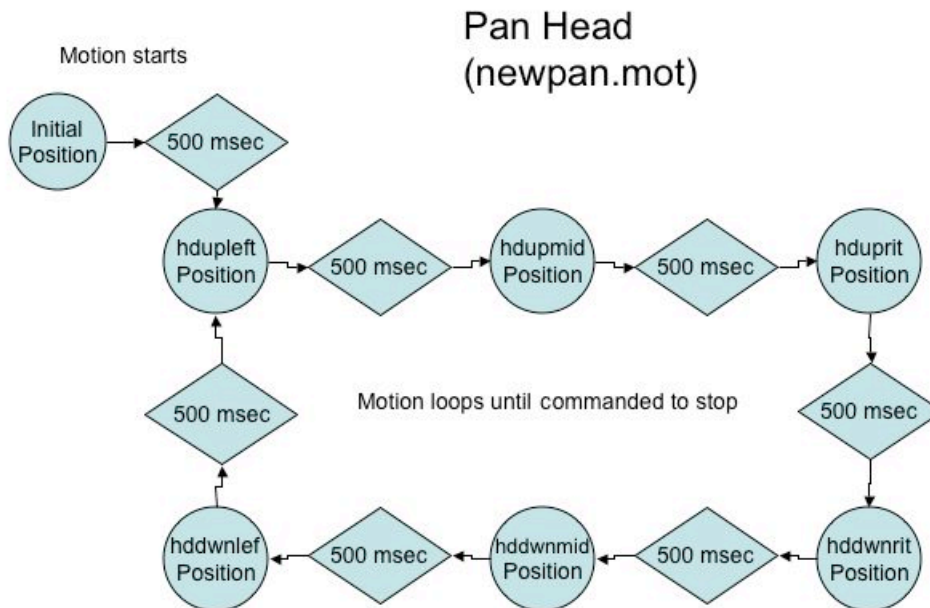 Pan Head
(newpan.mot)
Motion starts
Initial
Position
500 msec
hdupleft
Position
500 msec
hdupmid
Position
500 msec
hduprit
Position
500 msec
Motion loops until commanded to stop
500 msec
hddwnlef
Position
500 msec
hddwnmid
Position
500 msec
hddwnrit
Position